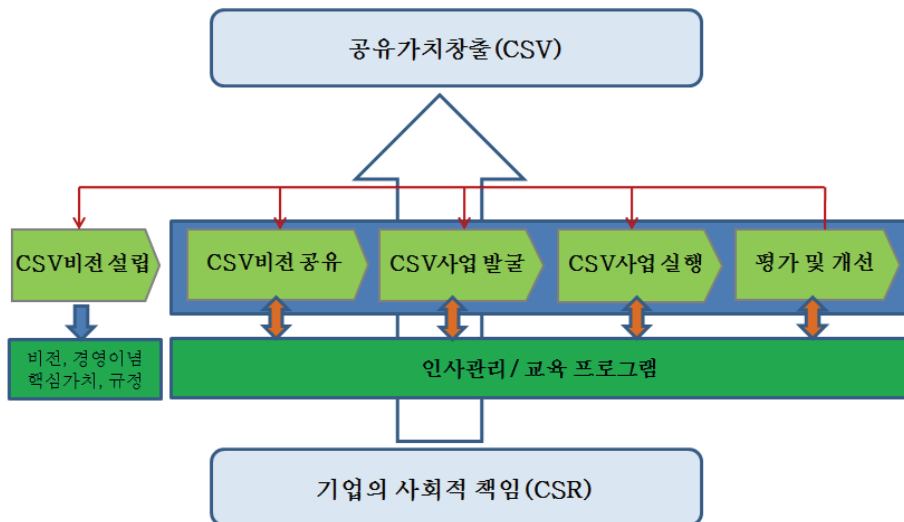 공유가치창출(CSV)
CSV비전 설립
CSV비전 공유
CSV사업 발굴
CSV사업 실행
평가 및 개선
비전, 경영이념
핵심가치, 규정
인사관리 / 교육 프로그램
기업의 사회적 책임(CSR)